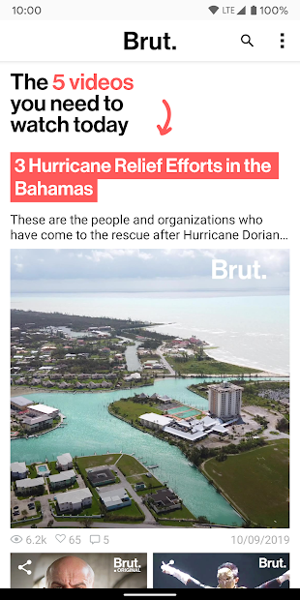 10:00
LTE 100%
Brut.
The 5 videos
you need to
watch today
3 Hurricane Relief Efforts in the
Bahamas
These are the people and organizations who
have come to the rescue after Hurricane Dorian...
Brut.
6.2k 65 5 10/09/2019
Brut. Brut.
ORIGINAL